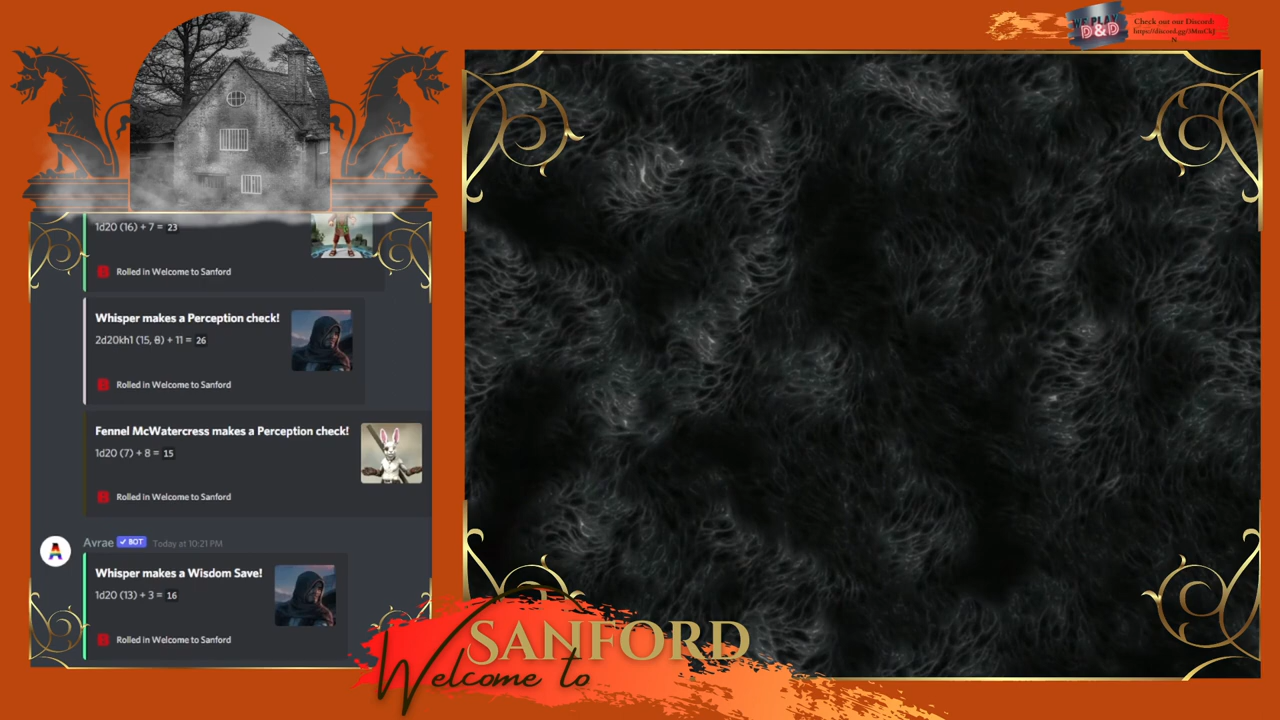 WE PLAY
D&D
Check out our Discord:
1d20 (16) + 7 = 23
Rolled in Welcome to Sanford
Whisper makes a Perception check!
2d20kh1 (15, 8) + 11 = 26
Rolled in Welcome to Sanford
Fennel McWatercress makes a Perception check!
1d20 (7) + 8 = 15
Rolled in Welcome to Sanford
A
Avrae ✓ BOT Today at 10:21 PM
Whisper makes a Wisdom Save!
1d20 (13) + 3 = 16
Rolled in Welcome to Sanford
SANFORD
Welcome to